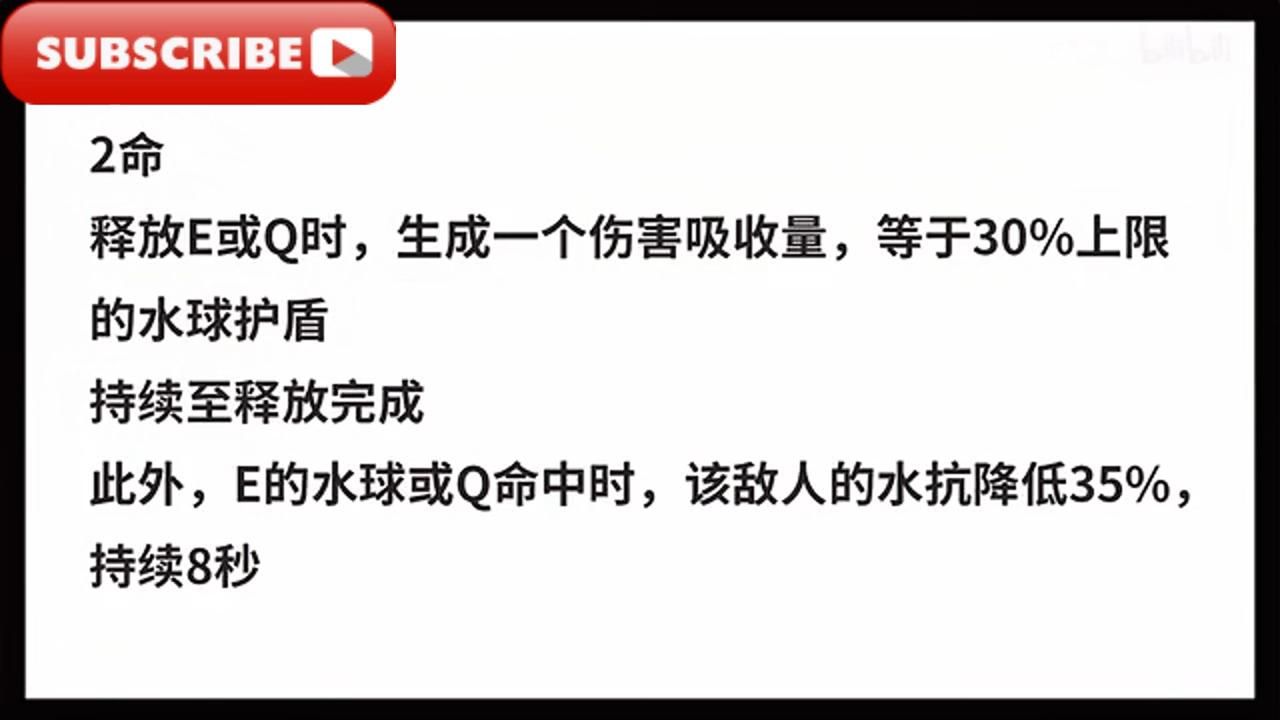 SUBSCRIBE
bilibili
2命
释放E或Q时，生成一个伤害吸收量，等于30%上限
的水球护盾
持续至释放完成
此外，E的水球或Q命中时，该敌人的水抗降低35%，
持续8秒